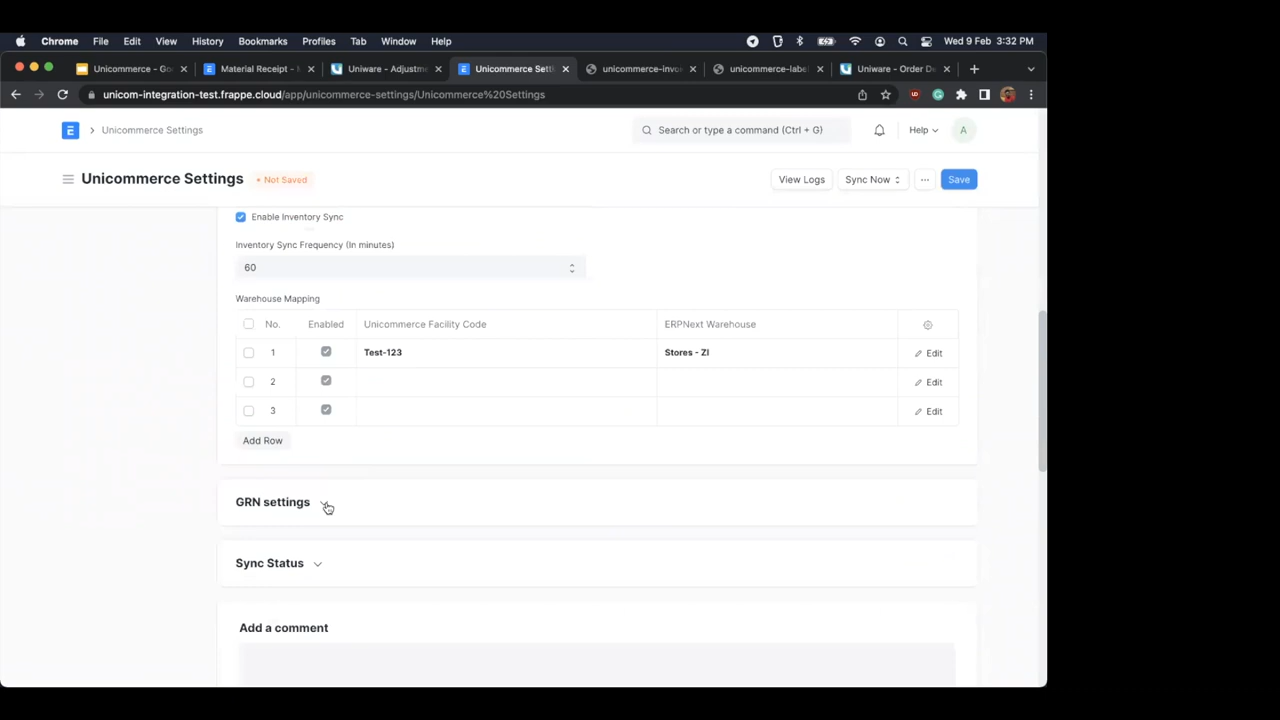 Chrome File Edit View History Bookmarks Profiles Tab Window Help Wed 9 Feb 3:32 PM
Unicommerce - Go Material Receipt - Uniware - Adjustme Unicommerce Sett unicommerce-invoi unicommerce-labe Uniware - Order De
unicom-integration-test.frappe.cloud/app/unicommerce-settings/Unicommerce%20Settings
E Unicommerce Settings Search or type a command (Ctrl + G) Help A
Unicommerce Settings • Not Saved View Logs Sync Now ... Save
Enable Inventory Sync
Inventory Sync Frequency (In minutes)
60
Warehouse Mapping
No. Enabled Unicommerce Facility Code ERPNext Warehouse
1 Test-123 Stores - ZI Edit
2 Edit
3 Edit
Add Row
GRN settings
Sync Status
Add a comment